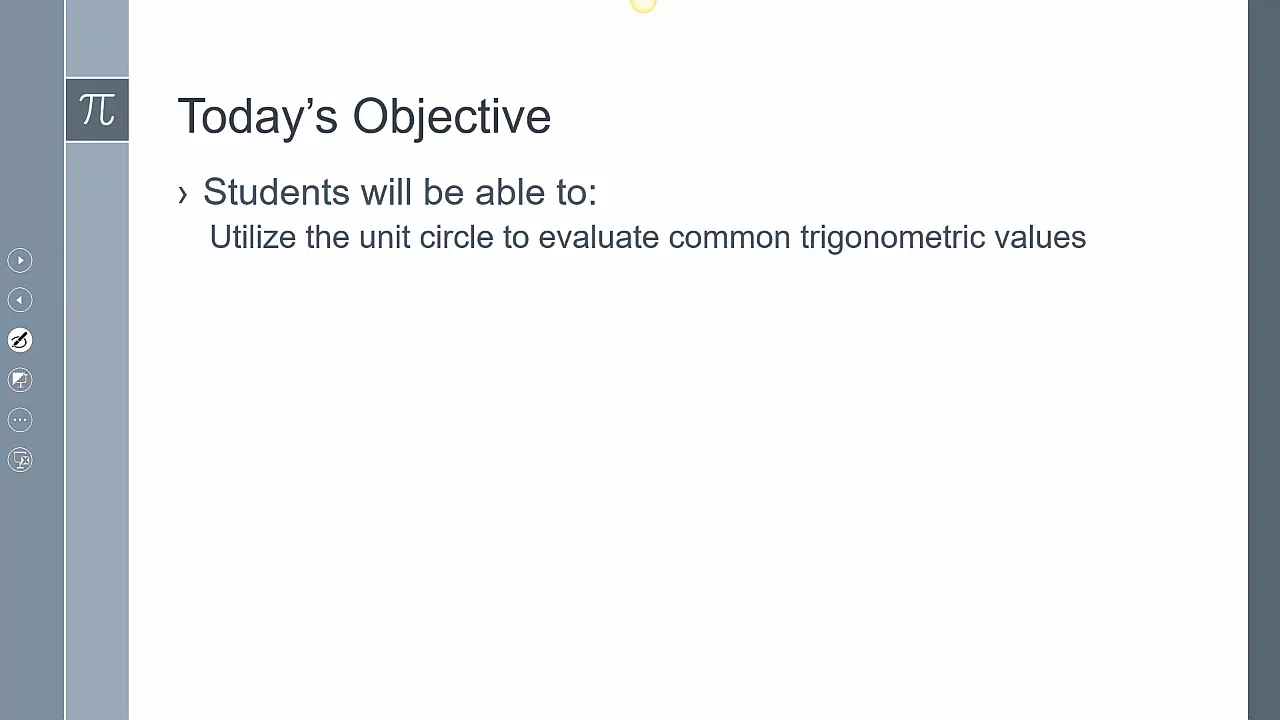 π
Today’s Objective
› Students will be able to:
Utilize the unit circle to evaluate common trigonometric values